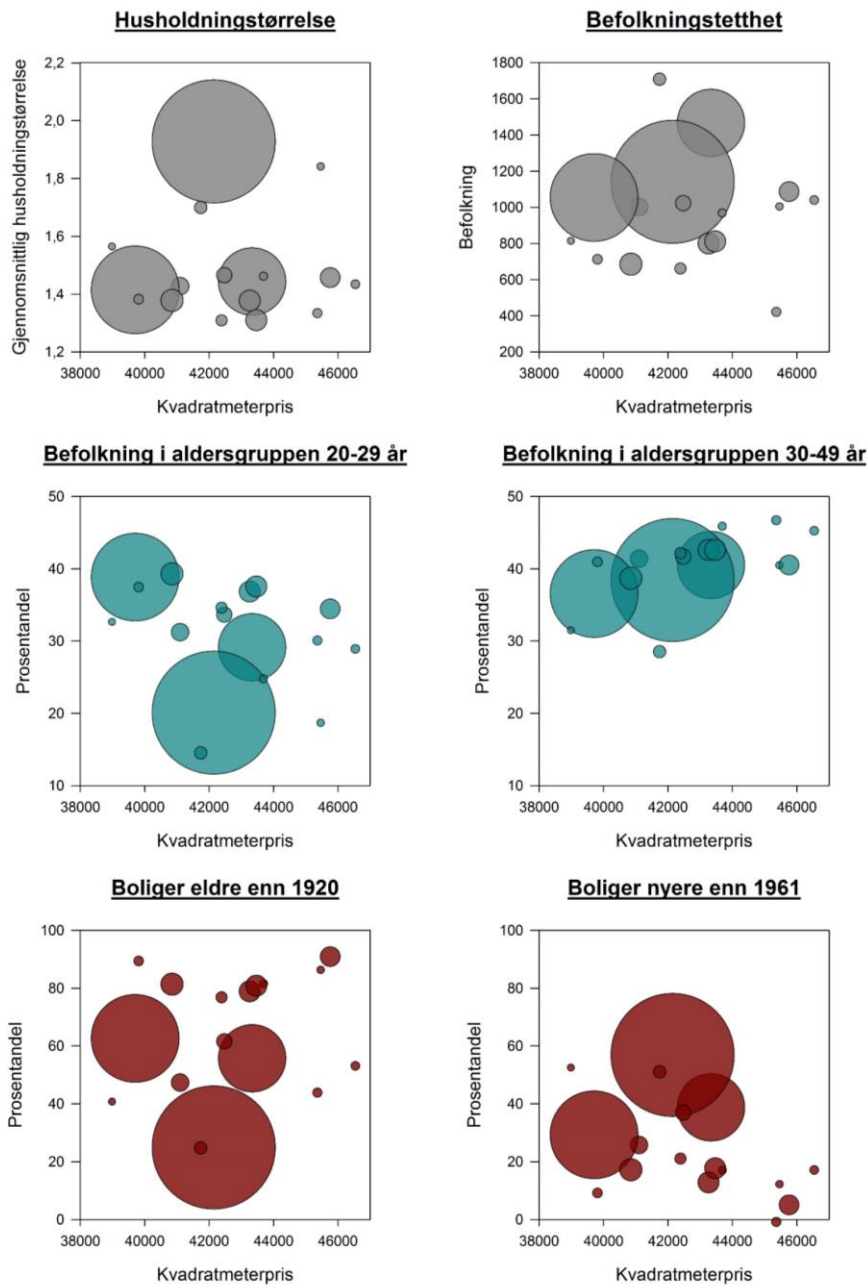 Husholdningstørrelse
Gjennomsnittlig husholdningstørrelse
2,2
2,0
1,8
1,6
1,4
1,2
38000 40000 42000 44000 46000
Kvadratmeterpris
Befolkningstetthet
Befolkning
1800
1600
1400
1200
1000
800
600
400
200
38000 40000 42000 44000 46000
Kvadratmeterpris
Befolkning i aldersgruppen 20-29 år
Prosentandel
50
40
30
20
10
38000 40000 42000 44000 46000
Kvadratmeterpris
Befolkning i aldersgruppen 30-49 år
Prosentandel
50
40
30
20
10
38000 40000 42000 44000 46000
Kvadratmeterpris
Boliger eldre enn 1920
Prosentandel
100
80
60
40
20
0
38000 40000 42000 44000 46000
Kvadratmeterpris
Boliger nyere enn 1961
Prosentandel
100
80
60
40
20
0
38000 40000 42000 44000 46000
Kvadratmeterpris